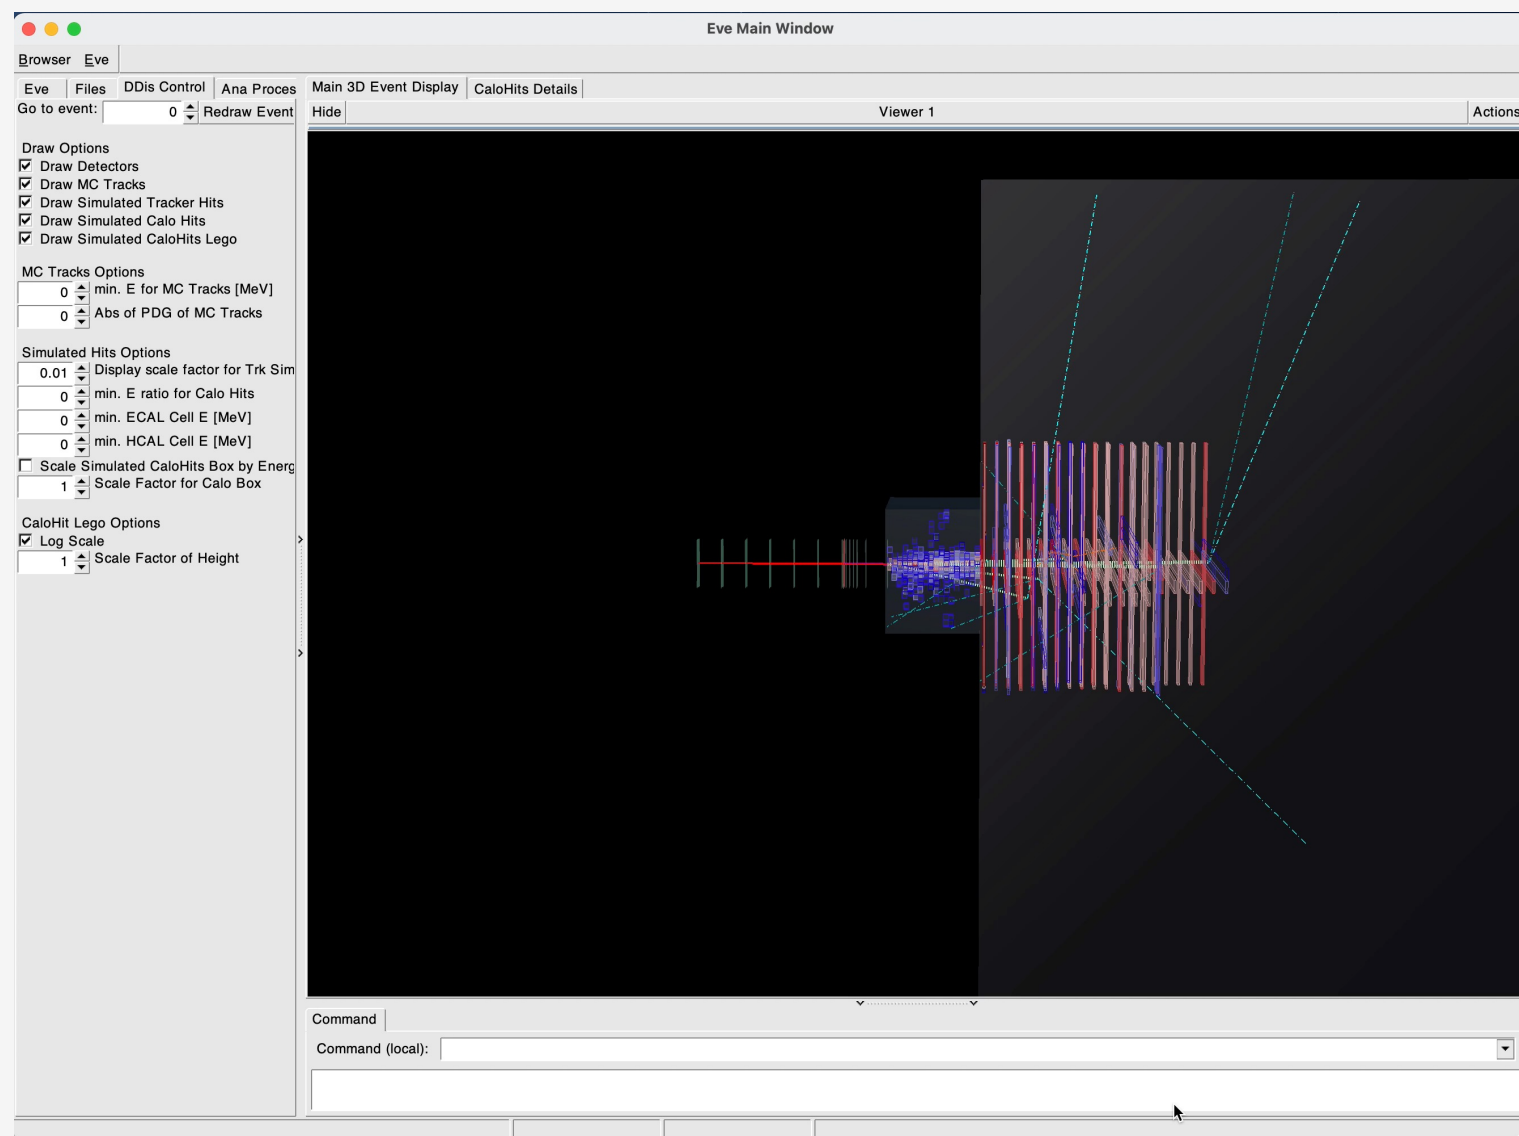 Eve Main Window
Browser Eve
Eve Files DDis Control Ana Proces
Main 3D Event Display CaloHits Details
Go to event: 0 Redraw Event
Hide Viewer 1 Actions
Draw Options
Draw Detectors
Draw MC Tracks
Draw Simulated Tracker Hits
Draw Simulated Calo Hits
Draw Simulated CaloHits Lego
MC Tracks Options
0 min. E for MC Tracks [MeV]
0 Abs of PDG of MC Tracks
Simulated Hits Options
0.01 Display scale factor for Trk Sim
0 min. E ratio for Calo Hits
0 min. ECAL Cell E [MeV]
0 min. HCAL Cell E [MeV]
Scale Simulated CaloHits Box by Energ
1 Scale Factor for Calo Box
CaloHit Lego Options
Log Scale
1 Scale Factor of Height
Command
Command (local):